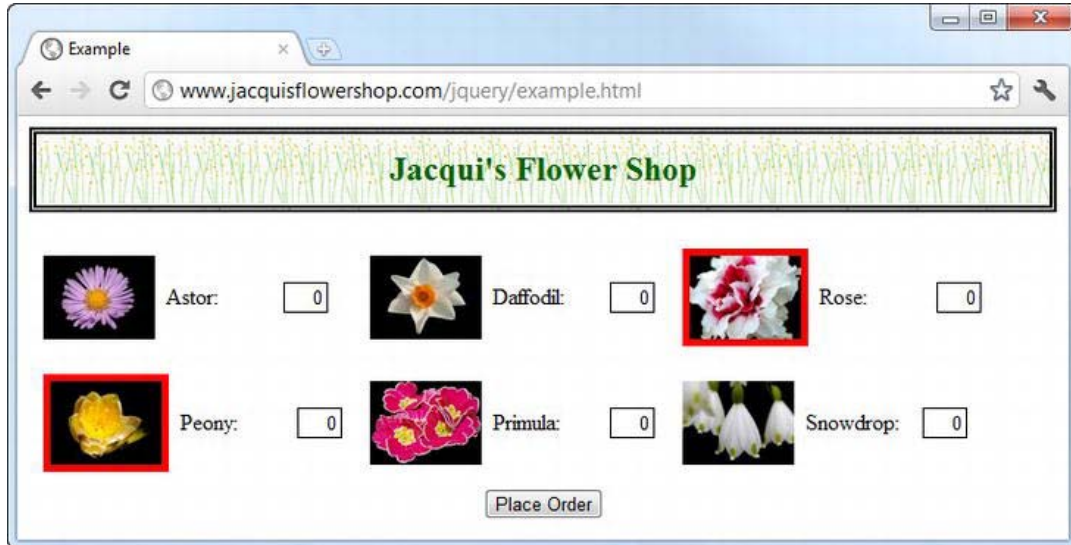 Example
www.jacquisflowershop.com/jquery/example.html
Jacqui's Flower Shop
Astor: 0 Daffodil: 0 Rose: 0
Peony: 0 Primula: 0 Snowdrop: 0
Place Order